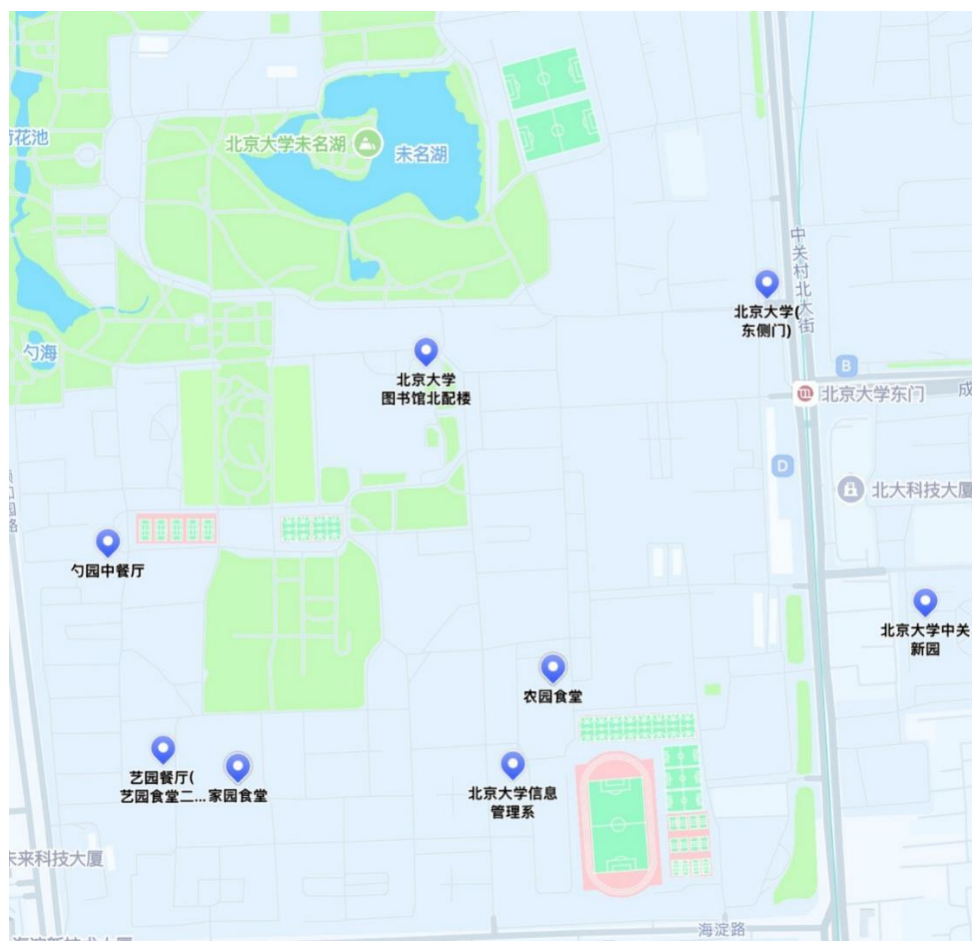 荷花池
北京大学未名湖
未名湖
中关村北大街
北京大学(
东侧门)
勺海
北京大学
图书馆北配楼
B
北京大学东门
成
D
北大科技大厦
勺园中餐厅
北京大学中关
新园
农园食堂
艺园餐厅(
艺园食堂二...
家园食堂
北京大学信息
管理系
未来科技大厦
海淀路